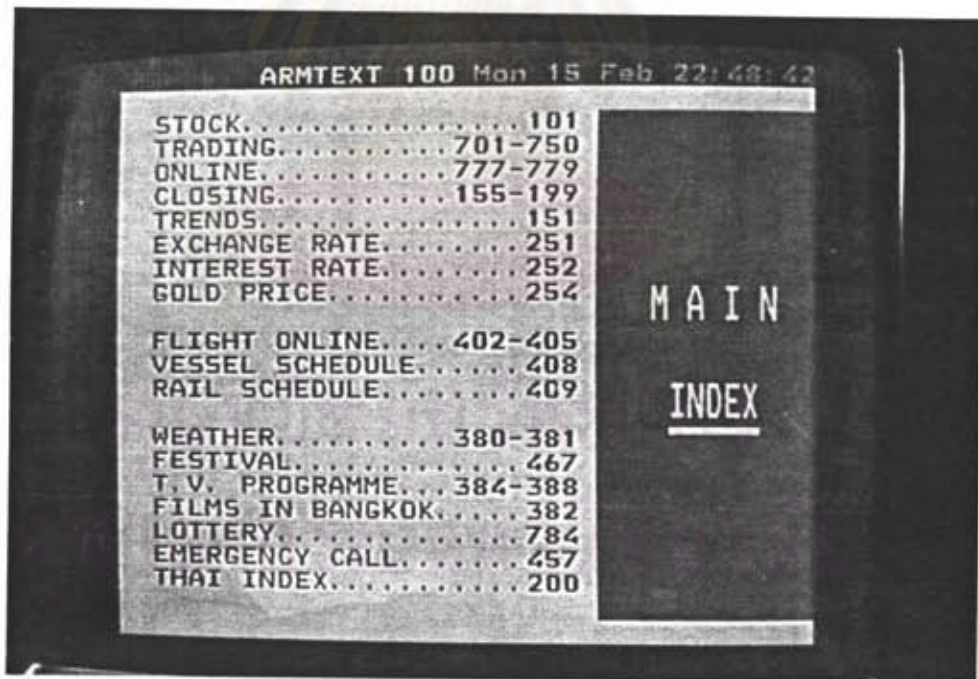 ARMTEXT 100 Mon 15 Feb 22:48:42
STOCK................101
TRADING..........701-750
ONLINE...........777-779
CLOSING..........155-199
TRENDS...............151
EXCHANGE RATE........251
INTEREST RATE........252
GOLD PRICE...........254
FLIGHT ONLINE....402-405
VESSEL SCHEDULE......408
RAIL SCHEDULE........409
WEATHER..........380-381
FESTIVAL.............467
T.V. PROGRAMME...384-388
FILMS IN BANGKOK.....382
LOTTERY..............784
EMERGENCY CALL.......457
THAI INDEX...........200
MAIN
INDEX